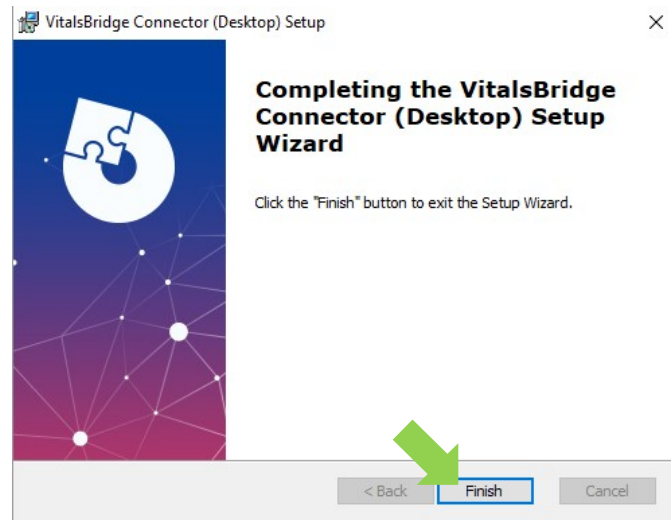 VitalsBridge Connector (Desktop) Setup
Completing the VitalsBridge
Connector (Desktop) Setup
Wizard
Click the "Finish" button to exit the Setup Wizard.
< Back Finish Cancel